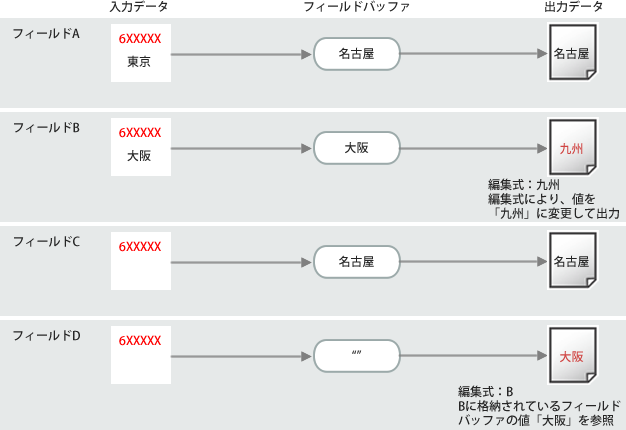 入力データ フィールドバッファ 出力データ
フィールドA
6XXXXX
東京
名古屋
名古屋
フィールドB
6XXXXX
大阪
大阪
九州
編集式：九州
編集式により、値を
「九州」に変更して出力
フィールドC
6XXXXX
名古屋
名古屋
フィールドD
6XXXXX
“”
大阪
編集式：B
Bに格納されているフィールド
バッファの値「大阪」を参照